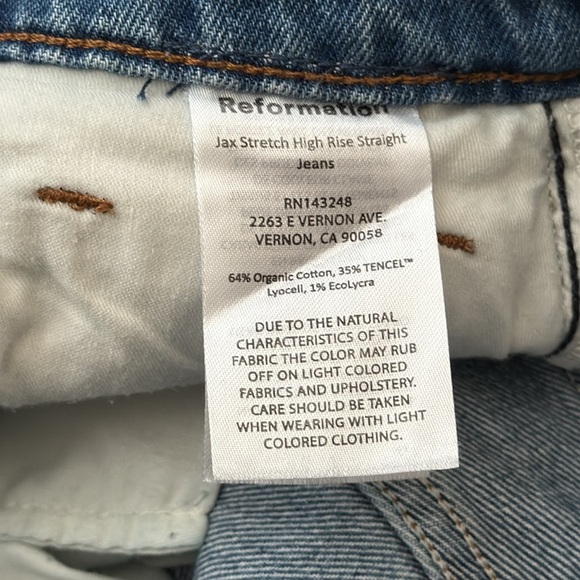 Reformation
Jax Stretch High Rise Straight
Jeans
RN143248
2263 E VERNON AVE.
VERNON, CA 90058
64% Organic Cotton, 35% TENCEL™
Lyocell, 1% EcoLycra
DUE TO THE NATURAL
CHARACTERISTICS OF THIS
FABRIC THE COLOR MAY RUB
OFF ON LIGHT COLORED
FABRICS AND UPHOLSTERY.
CARE SHOULD BE TAKEN
WHEN WEARING WITH LIGHT
COLORED CLOTHING.